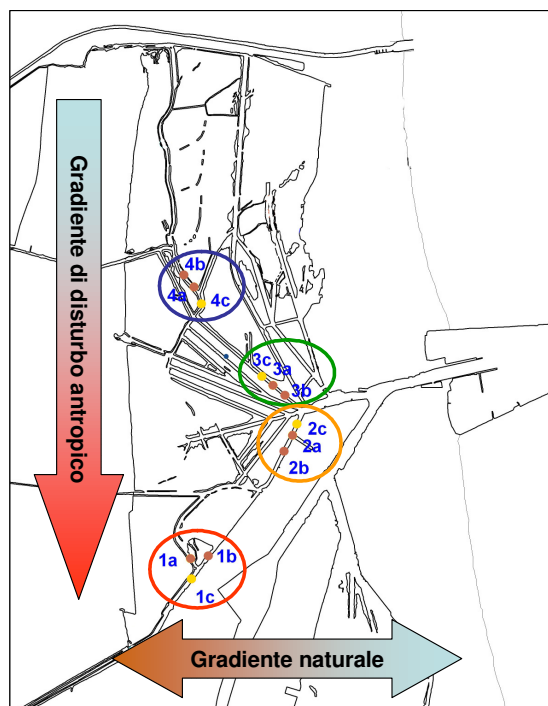 Gradiente di disturbo antropico
4b
4a
4c
3c
3a
3b
2c
2a
2b
1a
1b
1c
Gradiente naturale